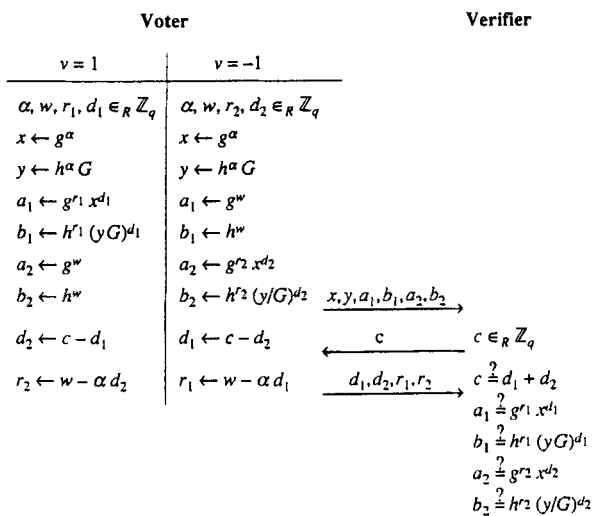 Voter Verifier
v = 1 v = −1
α, w, r₁, d₁ ∈_R ℤ_q α, w, r₂, d₂ ∈_R ℤ_q
x ← g^α x ← g^α
y ← h^α G y ← h^α G
a₁ ← g^{r₁} x^{d₁} a₁ ← g^w
b₁ ← h^{r₁} (yG)^{d₁} b₁ ← h^w
a₂ ← g^w a₂ ← g^{r₂} x^{d₂}
b₂ ← h^w b₂ ← h^{r₂} (y/G)^{d₂} x, y, a₁, b₁, a₂, b₂
d₂ ← c − d₁ d₁ ← c − d₂ c c ∈_R ℤ_q
r₂ ← w − α d₂ r₁ ← w − α d₁ d₁, d₂, r₁, r₂ c ≟ d₁ + d₂
a₁ ≟ g^{r₁} x^{d₁}
b₁ ≟ h^{r₁} (yG)^{d₁}
a₂ ≟ g^{r₂} x^{d₂}
b₂ ≟ h^{r₂} (y/G)^{d₂}